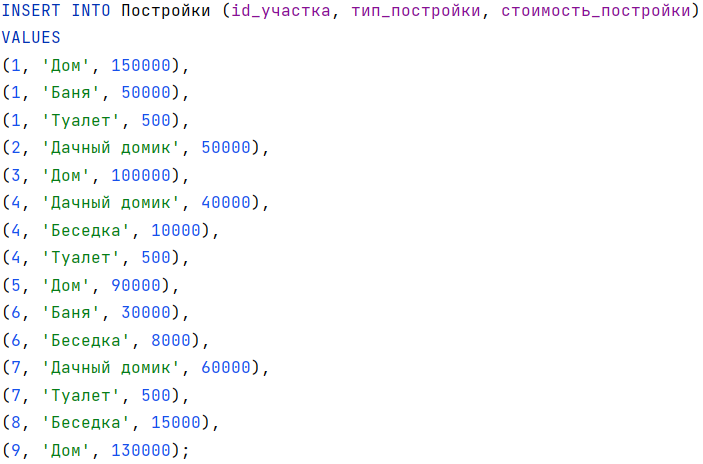 INSERT INTO Постройки (id_участка, тип_постройки, стоимость_постройки)
VALUES
(1, 'Дом', 150000),
(1, 'Баня', 50000),
(1, 'Туалет', 500),
(2, 'Дачный домик', 50000),
(3, 'Дом', 100000),
(4, 'Дачный домик', 40000),
(4, 'Беседка', 10000),
(4, 'Туалет', 500),
(5, 'Дом', 90000),
(6, 'Баня', 30000),
(6, 'Беседка', 8000),
(7, 'Дачный домик', 60000),
(7, 'Туалет', 500),
(8, 'Беседка', 15000),
(9, 'Дом', 130000);